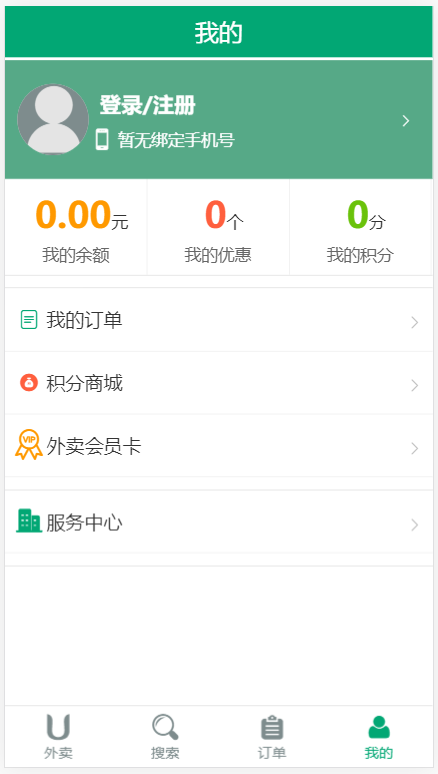 我的
登录/注册
暂无绑定手机号
0.00元 0个 0分
我的余额 我的优惠 我的积分
我的订单
积分商城
VIP 外卖会员卡
服务中心
外卖 搜索 订单 我的